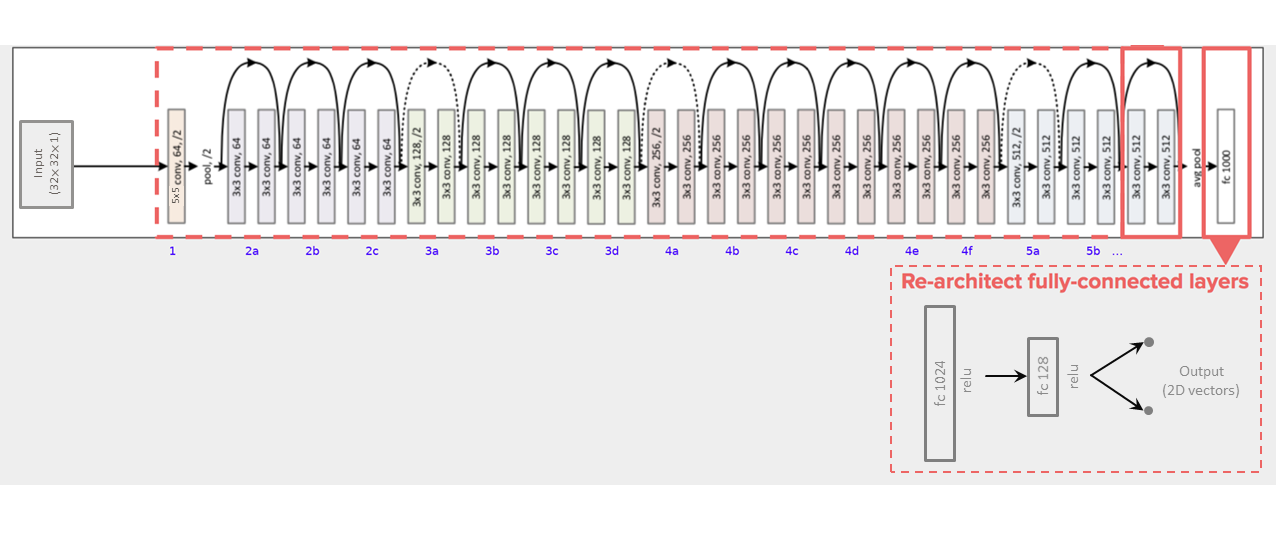 Input
(32x 32x 1)
5x5 conv, 64, /2
pool, /2
3x3 conv, 64
3x3 conv, 64
3x3 conv, 64
3x3 conv, 64
3x3 conv, 64
3x3 conv, 64
3x3 conv, 128, /2
3x3 conv, 128
3x3 conv, 128
3x3 conv, 128
3x3 conv, 128
3x3 conv, 128
3x3 conv, 128
3x3 conv, 128
3x3 conv, 256, /2
3x3 conv, 256
3x3 conv, 256
3x3 conv, 256
3x3 conv, 256
3x3 conv, 256
3x3 conv, 256
3x3 conv, 256
3x3 conv, 256
3x3 conv, 256
3x3 conv, 256
3x3 conv, 256
3x3 conv, 512, /2
3x3 conv, 512
3x3 conv, 512
3x3 conv, 512
3x3 conv, 512
3x3 conv, 512
avg pool
fc 1000
1 2a 2b 2c 3a 3b 3c 3d 4a 4b 4c 4d 4e 4f 5a 5b ...
Re-architect fully-connected layers
fc 1024
relu
fc 128
relu
Output
(2D vectors)